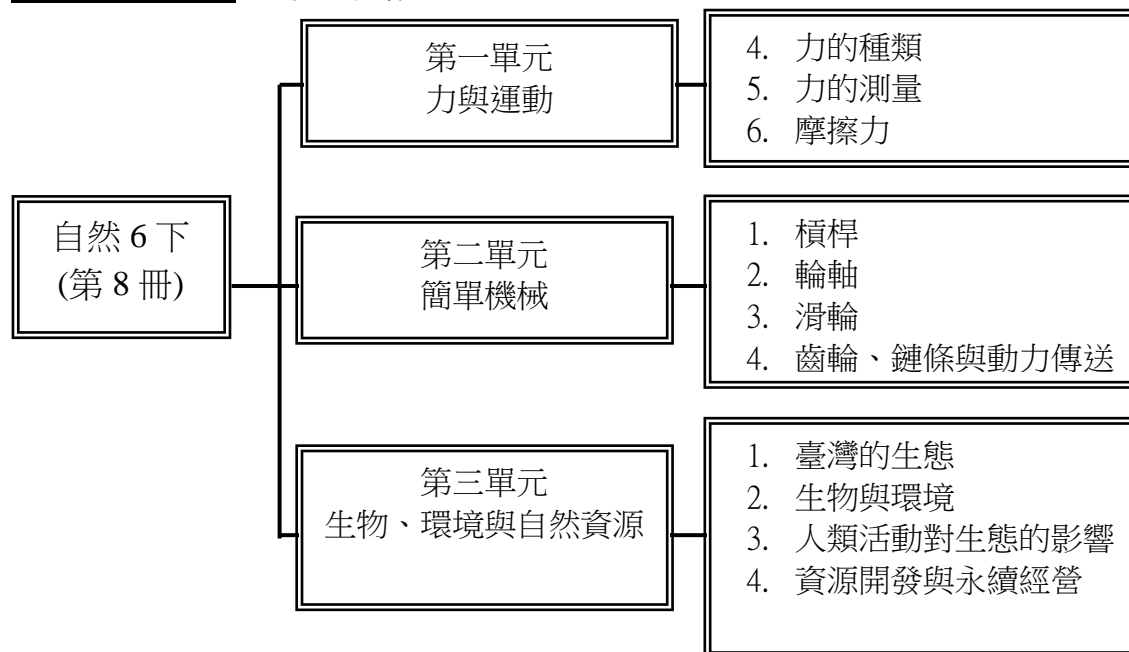 自然 6 下
(第 8 冊)
第一單元
力與運動
4. 力的種類
5. 力的測量
6. 摩擦力
第二單元
簡單機械
1. 槓桿
2. 輪軸
3. 滑輪
4. 齒輪、鏈條與動力傳送
第三單元
生物、環境與自然資源
1. 臺灣的生態
2. 生物與環境
3. 人類活動對生態的影響
4. 資源開發與永續經營